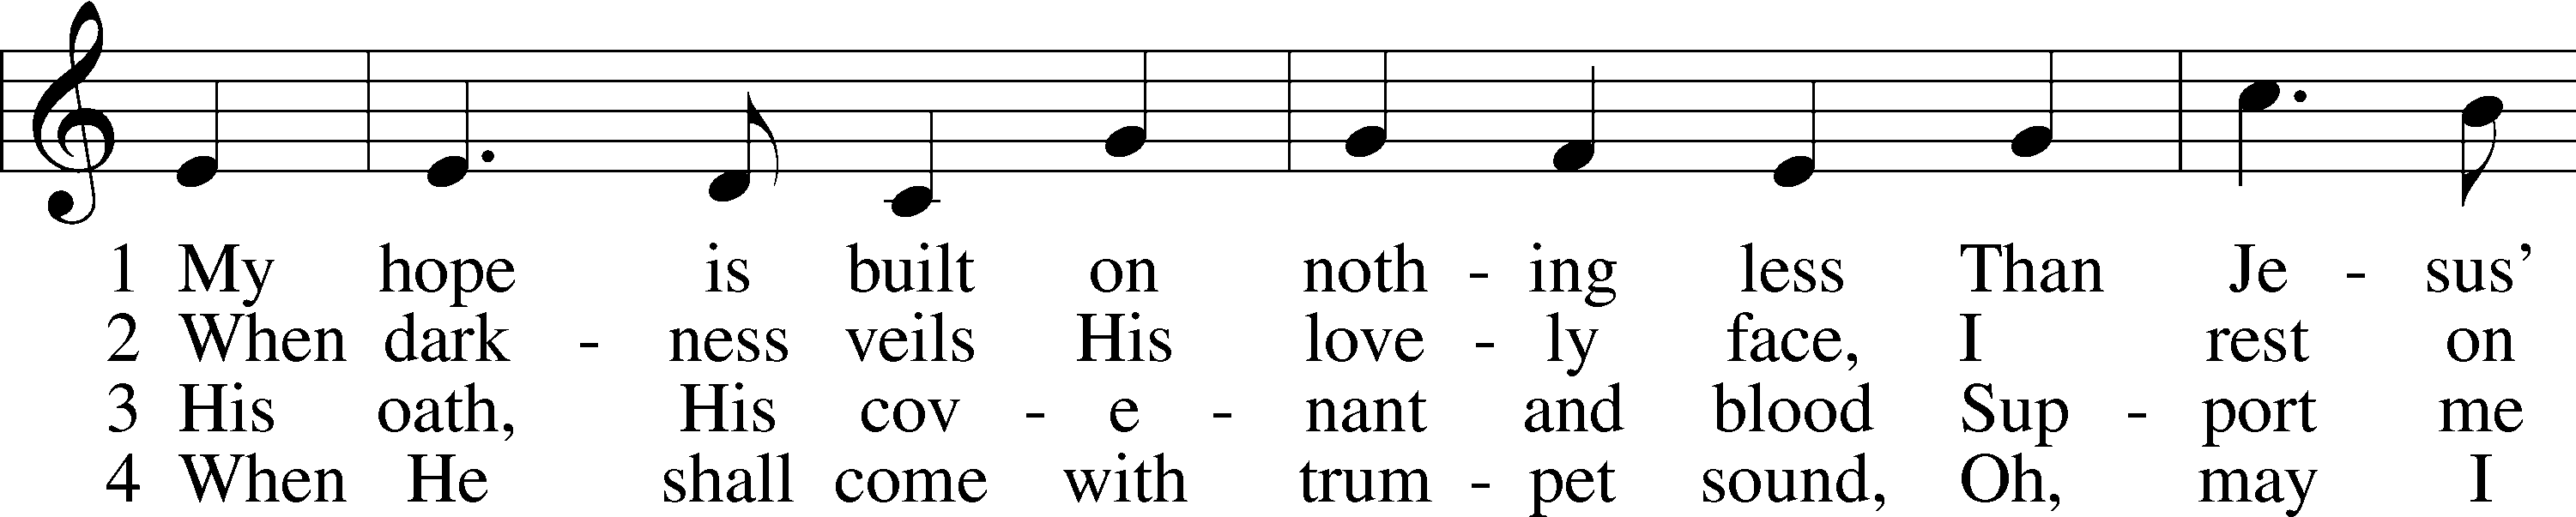 1 My hope is built on noth - ing less Than Je - sus’
2 When dark - ness veils His love - ly face, I rest on
3 His oath, His cov - e - nant and blood Sup - port me
4 When He shall come with trum - pet sound, Oh, may I